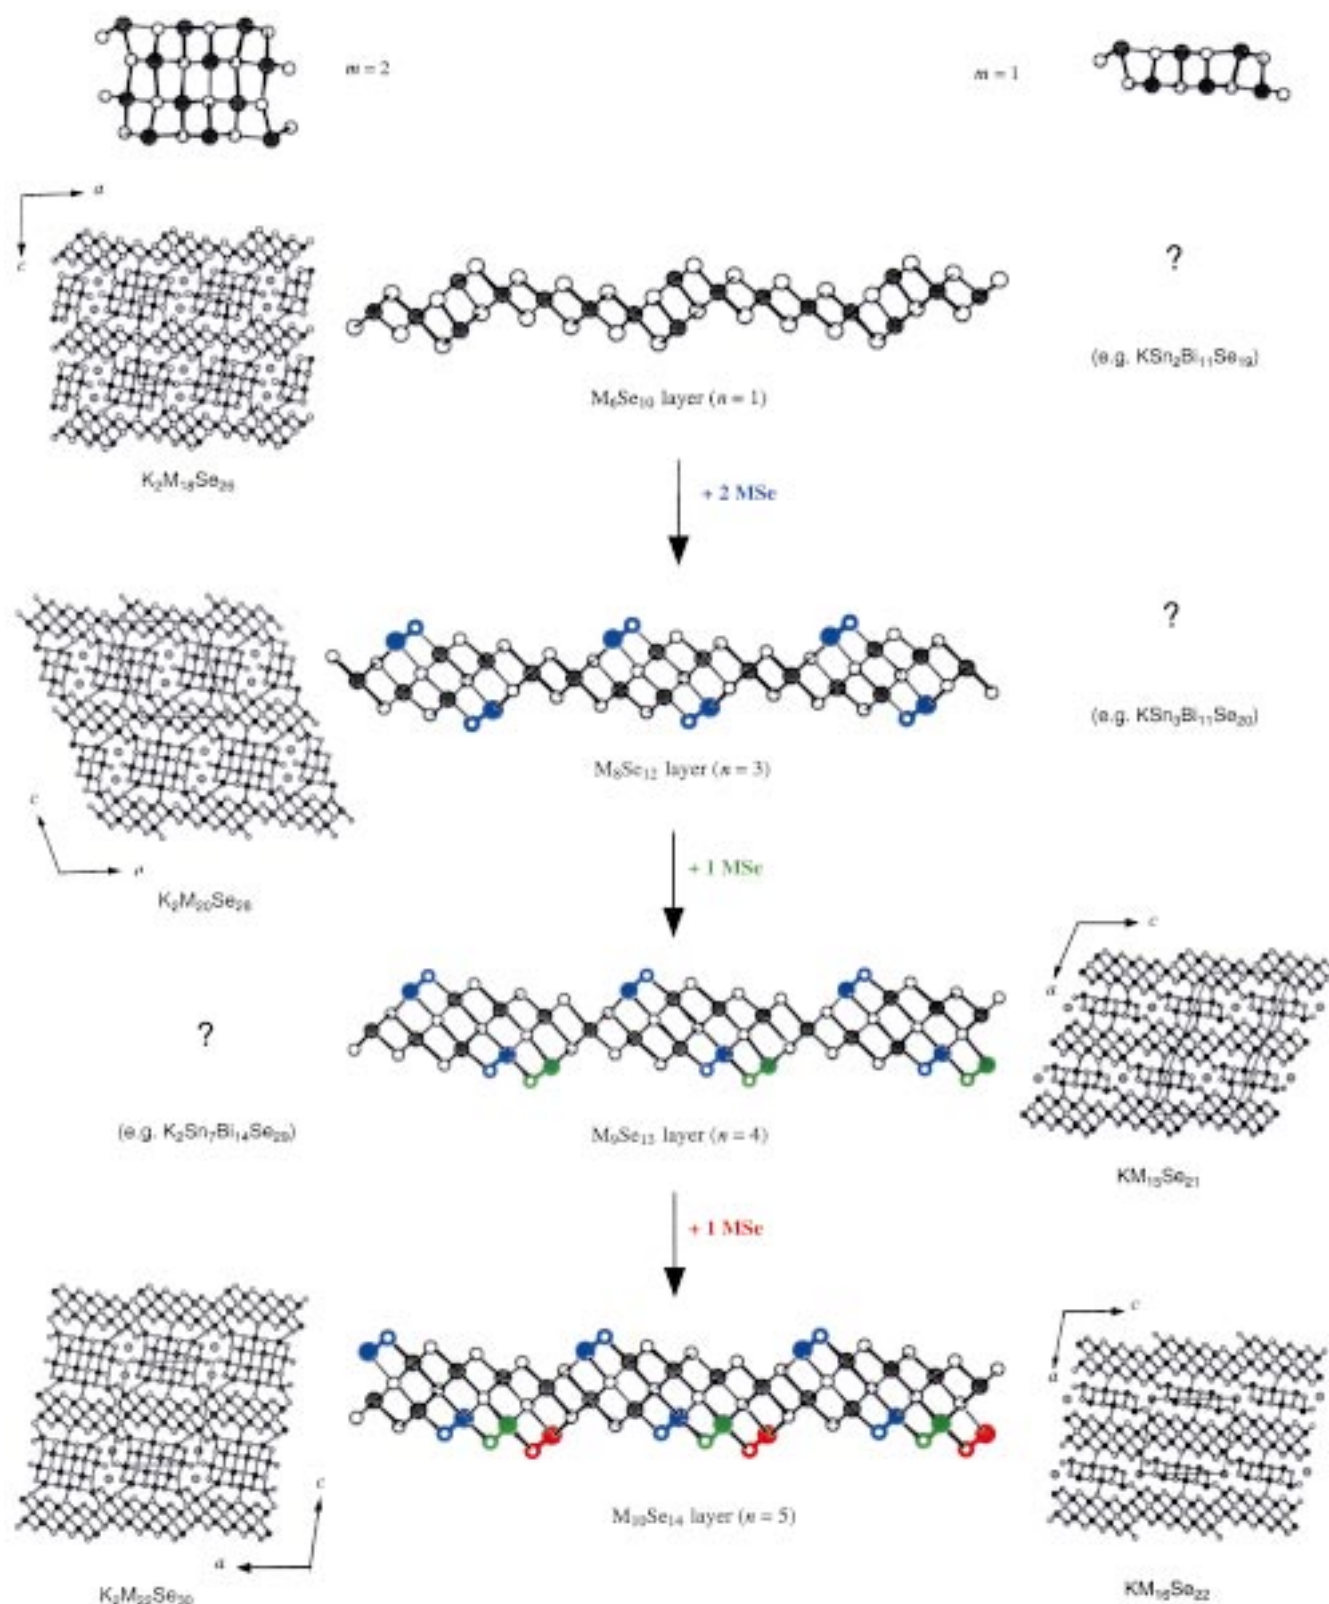 m = 2
m = 1
a
c
?
(e.g. KSn₂Bi₁₁Se₁₉)
M₆Se₁₀ layer (n = 1)
K₂M₁₈Se₂₆
+ 2 MSe
?
(e.g. KSn₃Bi₁₁Se₂₀)
M₈Se₁₂ layer (n = 3)
c
a
K₂M₂₀Se₂₈
+ 1 MSe
c
a
?
(e.g. K₂Sn₇Bi₁₄Se₂₉)
M₉Se₁₃ layer (n = 4)
KM₁₅Se₂₁
+ 1 MSe
c
a
c
a
M₁₀Se₁₄ layer (n = 5)
K₂M₂₂Se₃₀
KM₁₆Se₂₂